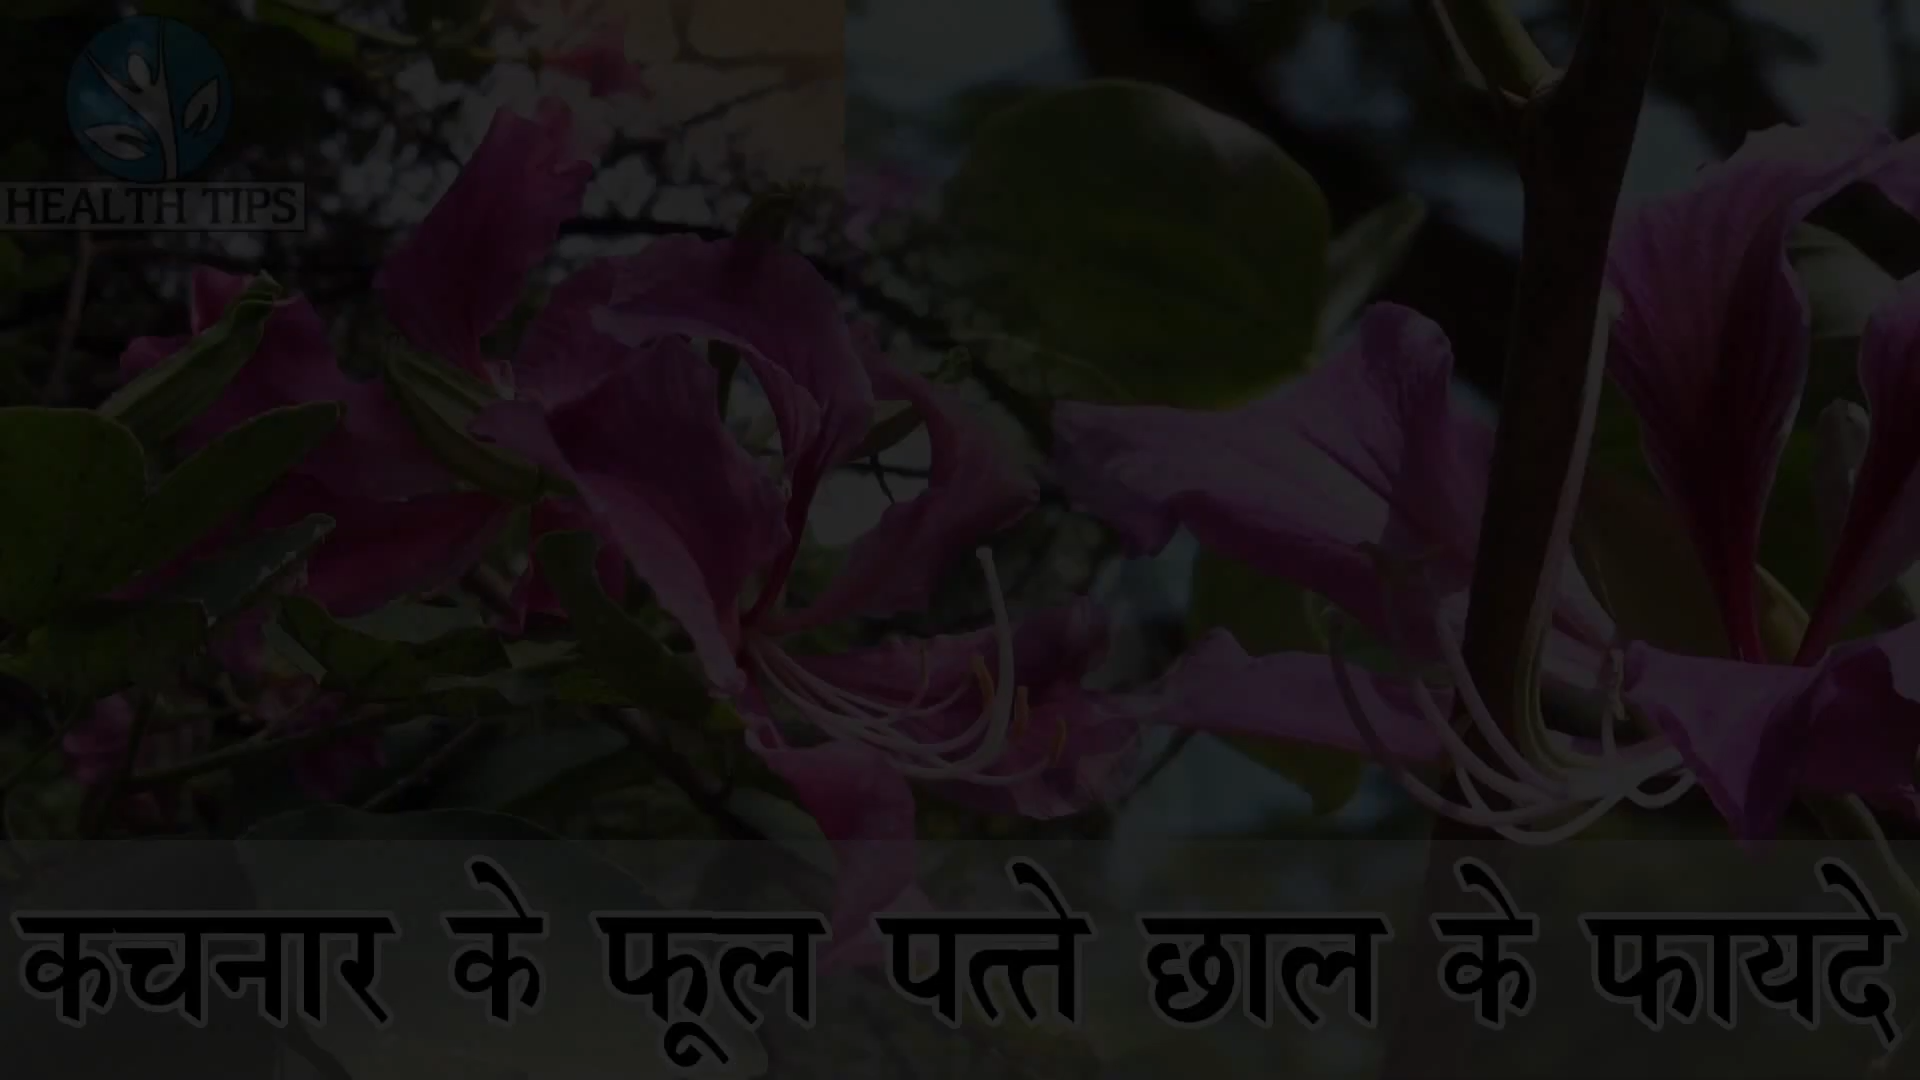 HEALTH TIPS
कचनार के फूल पत्ते छाल के फायदे